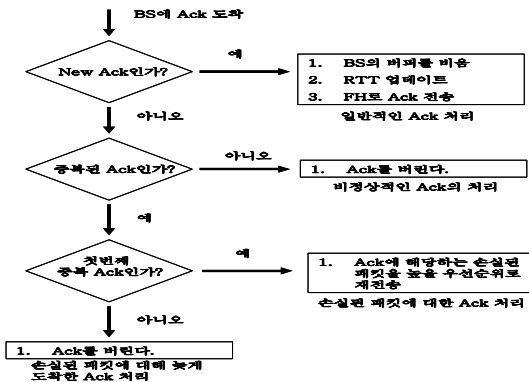 BS에 Ack 도착
New Ack인가?
예
1. BS의 버퍼를 비움
2. RTT 업데이트
3. FH로 Ack 전송
일반적인 Ack 처리
아니오
중복된 Ack인가?
아니오
1. Ack를 버린다.
비정상적인 Ack의 처리
예
첫번째
중복 Ack인가?
예
1. Ack에 해당하는 손실된
패킷을 높을 우선순위로
재전송
손실된 패킷에 대한 Ack 처리
아니오
1. Ack를 버린다.
손실된 패킷에 대해 늦게
도착한 Ack 처리